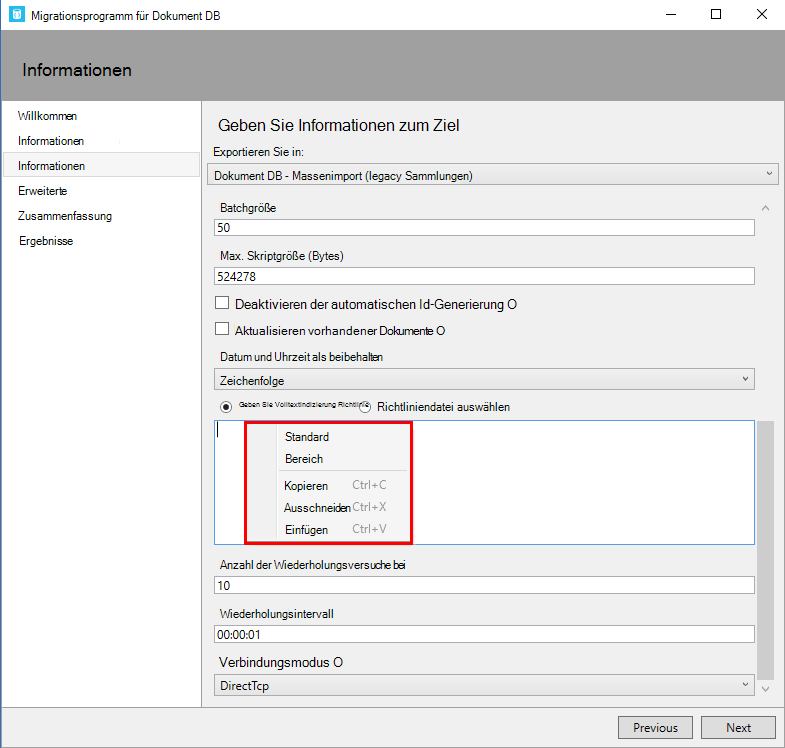 Migrationsprogramm für Dokument DB
Informationen
Willkommen
Informationen
Informationen
Erweiterte
Zusammenfassung
Ergebnisse
Geben Sie Informationen zum Ziel
Exportieren Sie in:
Dokument DB - Massenimport (legacy Sammlungen)
Batchgröße
50
Max. Skriptgröße (Bytes)
524278
Deaktivieren der automatischen Id-Generierung O
Aktualisieren vorhandener Dokumente O
Datum und Uhrzeit als beibehalten
Zeichenfolge
Geben Sie Volltextindizierung Richtlinie Richtliniendatei auswählen
Standard
Bereich
Kopieren Ctrl+C
Ausschneiden Ctrl+X
Einfügen Ctrl+V
Anzahl der Wiederholungsversuche bei
10
Wiederholungsintervall
00:00:01
Verbindungsmodus O
DirectTcp
Previous Next